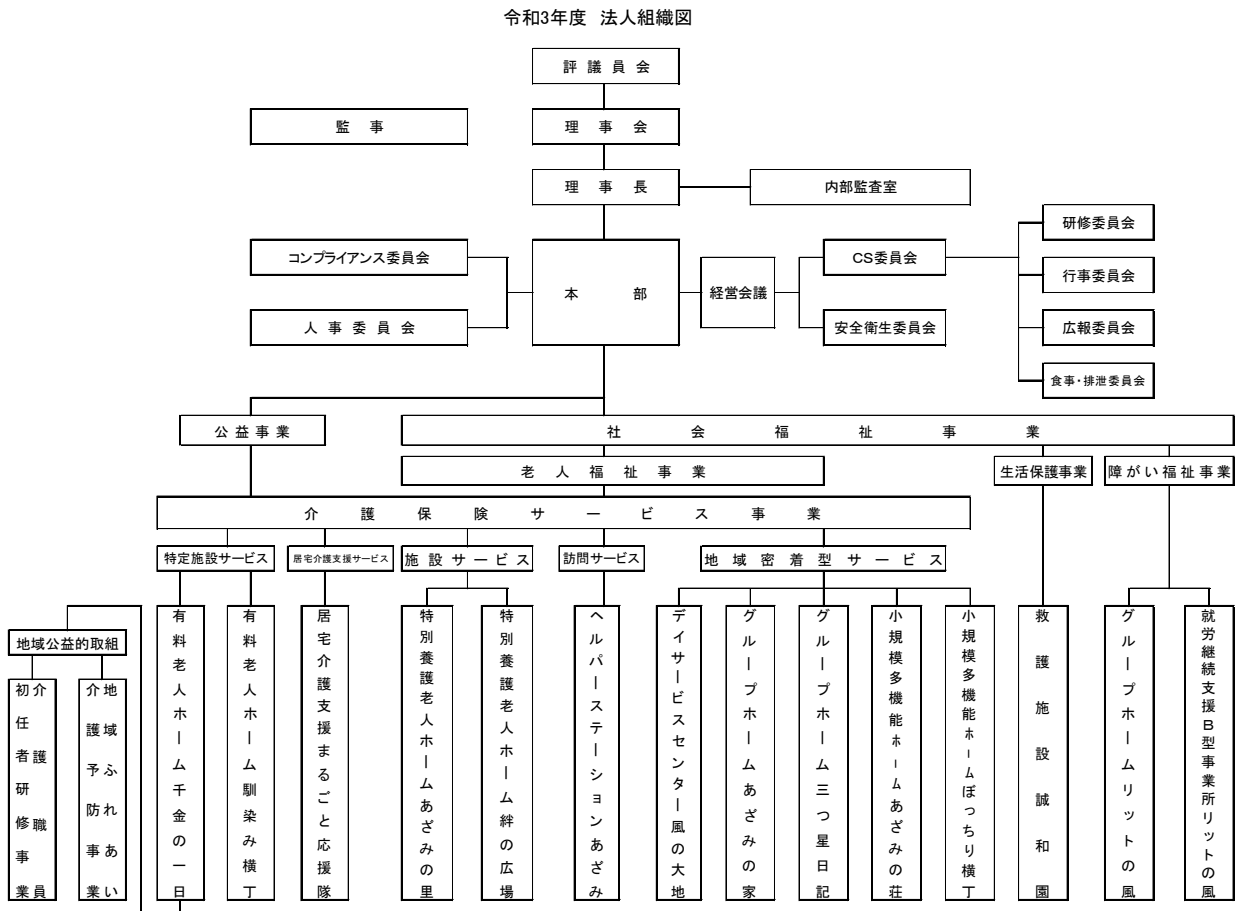 令和3年度 法人組織図
評議員会
監事
理事会
理事長
内部監査室
研修委員会
コンプライアンス委員会
CS委員会
行事委員会
本部
経営会議
人事委員会
安全衛生委員会
広報委員会
食事・排泄委員会
公益事業
社会福祉事業
老人福祉事業
生活保護事業
障がい福祉事業
介護保険サービス事業
特定施設サービス
居宅介護支援サービス
施設サービス
訪問サービス
地域密着型サービス
地域公益的取組
介護職員
初任者研修事業
地域ふれあい
介護予防事業
有料老人ホーム千金の一日
有料老人ホーム馴染み横丁
居宅介護支援まるごと応援隊
特別養護老人ホームあざみの里
特別養護老人ホーム絆の広場
ヘルパーステーションあざみ
デイサービスセンター風の大地
グループホームあざみの家
グループホーム三つ星日記
小規模多機能ホームあざみの荘
小規模多機能ホームぼっちり横丁
救護施設誠和園
グループホームリットの風
就労継続支援B型事業所リットの風